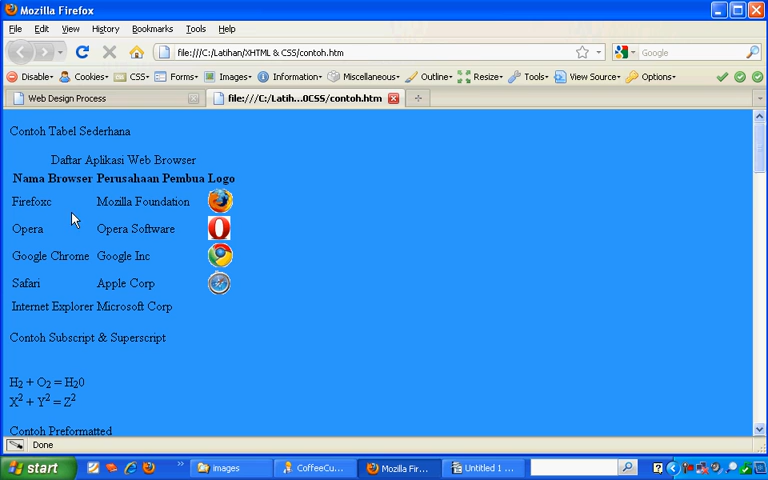 Mozilla Firefox
File Edit View History Bookmarks Tools Help
file:///C:/Latihan/XHTML & CSS/contoh.htm Google
Disable Cookies CSS Forms Images Information Miscellaneous Outline Resize Tools View Source Options
Web Design Process file:///C:/Latih...0CSS/contoh.htm
Contoh Tabel Sederhana
Daftar Aplikasi Web Browser
Nama Browser Perusahaan Pembua Logo
Firefoxc Mozilla Foundation
Opera Opera Software
Google Chrome Google Inc
Safari Apple Corp
Internet Explorer Microsoft Corp
Contoh Subscript & Superscript
H₂ + O₂ = H₂0
X² + Y² = Z²
Contoh Preformatted
Done
start images CoffeeCu... Mozilla Fir... Untitled 1 ...